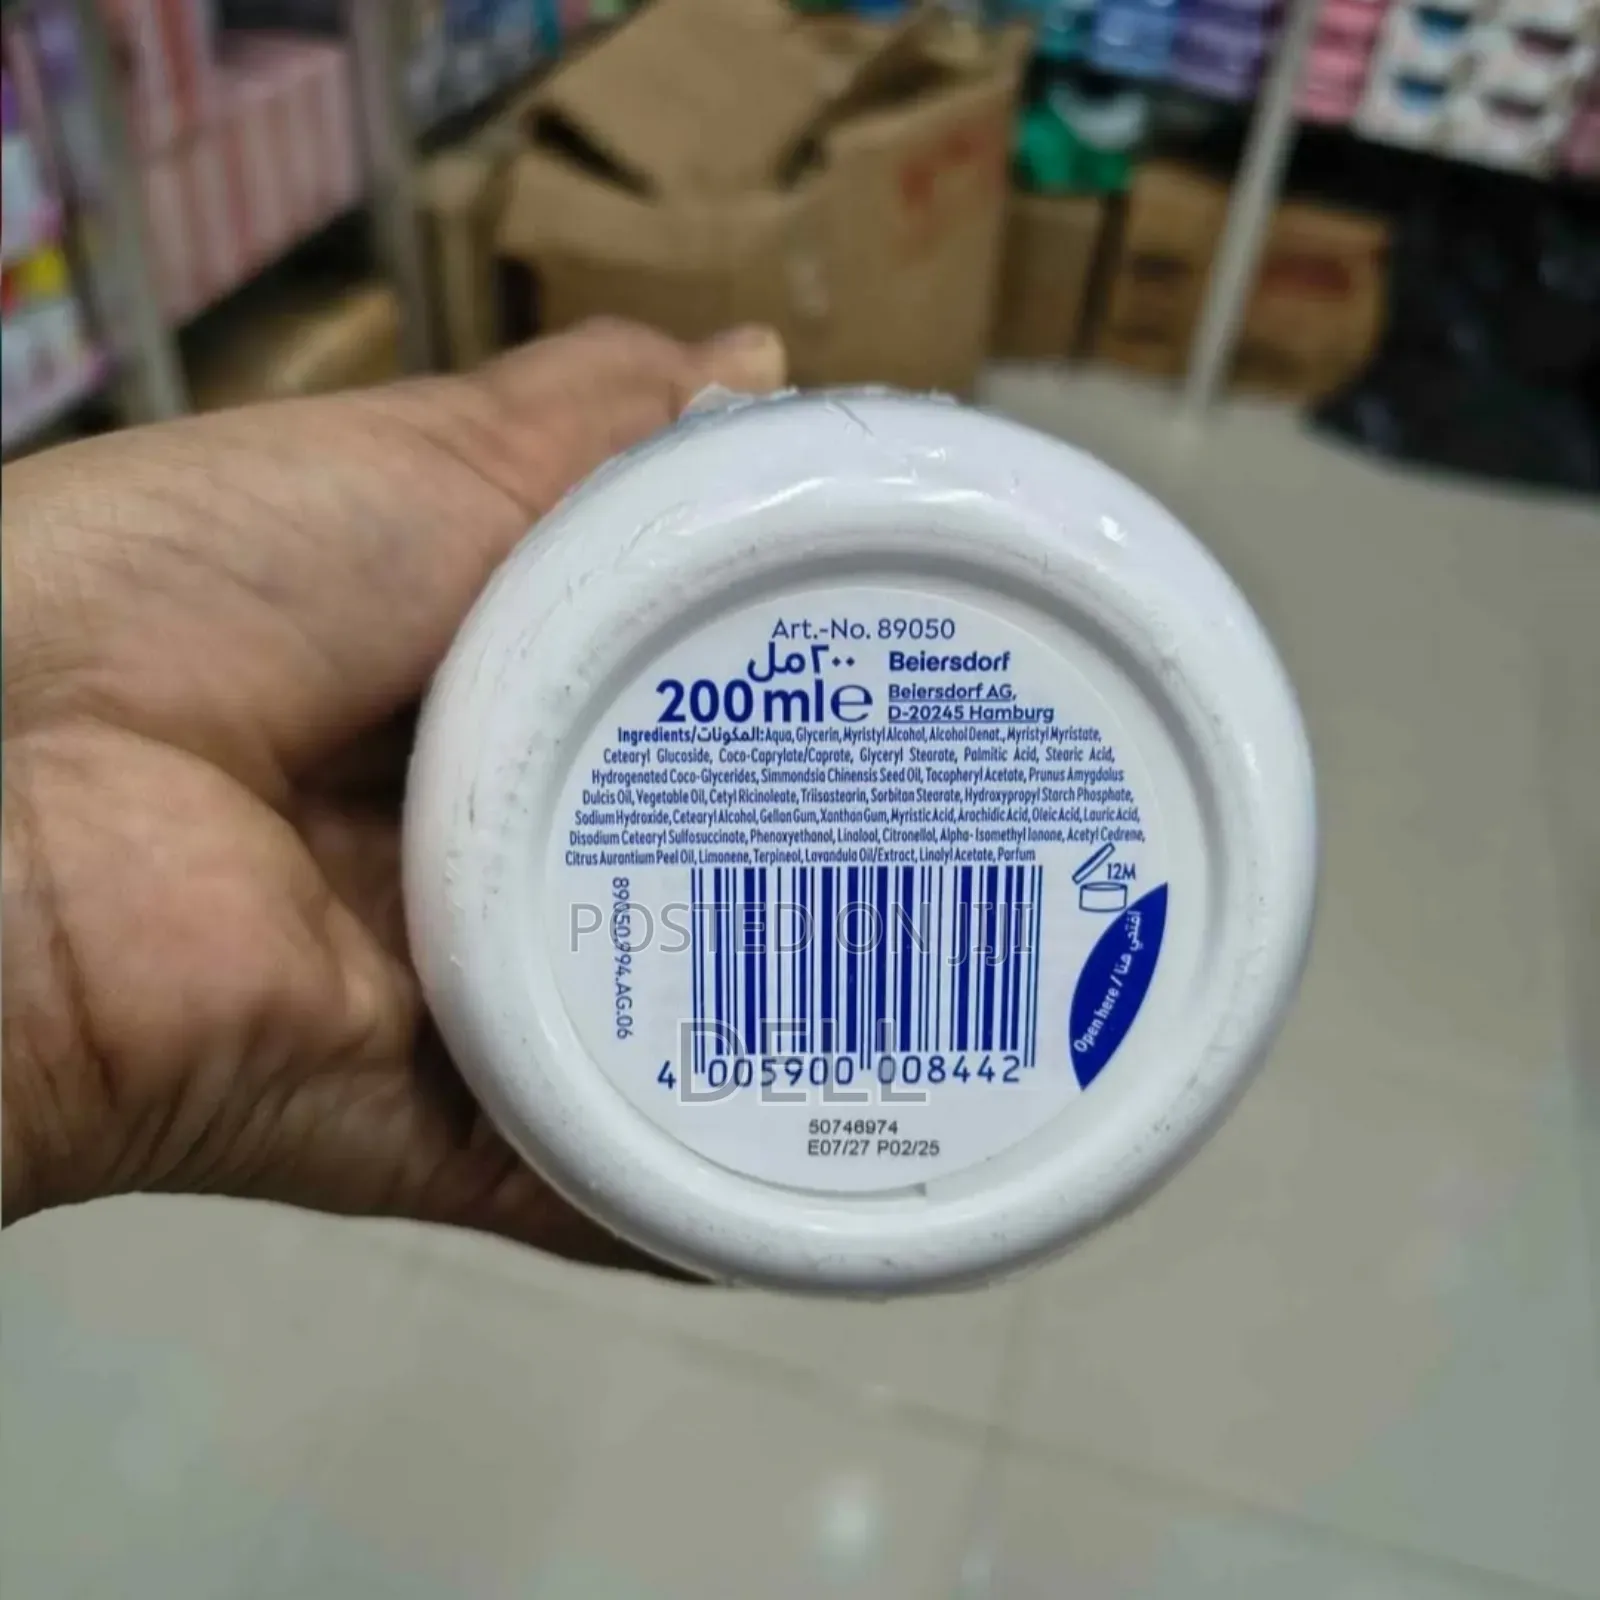 Art.-No. 89050
٢٠٠مل
Beiersdorf
200 ml e
Beiersdorf AG,
D-20245 Hamburg
Ingredients/المكونات: Aqua, Glycerin, Myristyl Alcohol, Alcohol Denat., Myristyl Myristate,
Cetearyl Glucoside, Coco-Caprylate/Caprate, Glyceryl Stearate, Palmitic Acid, Stearic Acid,
Hydrogenated Coco-Glycerides, Simmondsia Chinensis Seed Oil, Tocopheryl Acetate, Prunus Amygdalus
Dulcis Oil, Vegetable Oil, Cetyl Ricinoleate, Triisostearin, Sorbitan Stearate, Hydroxypropyl Starch Phosphate,
Sodium Hydroxide, Cetearyl Alcohol, Gellan Gum, Xanthan Gum, Myristic Acid, Arachidic Acid, Oleic Acid, Lauric Acid,
Disodium Cetearyl Sulfosuccinate, Phenoxyethanol, Linalool, Citronellol, Alpha-Isomethyl Ionone, Acetyl Cedrene,
Citrus Aurantium Peel Oil, Limonene, Terpineol, Lavandula Oil/Extract, Linalyl Acetate, Parfum
12M
89050.994.AG.06
Open here / افتحي هنا
POSTED ON JIJI
DELL
4 005900 008442
50746974
E07/27 P02/25